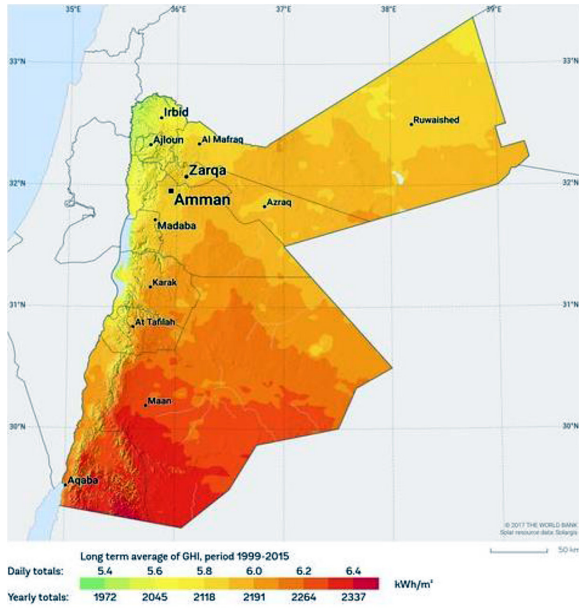 35°E 36°E 37°E 38°E 39°E
33°N 33°N
Irbid
Ruwaished
Ajloun Al Mafraq
Zarqa
32°N 32°N
Amman
Azraq
Madaba
Karak
31°N 31°N
At Tafilah
Maan
30°N 30°N
Aqaba
© 2017 THE WORLD BANK
Solar resource data: Solargis
50 km
Long term average of GHI, period 1999-2015
Daily totals: 5.4 5.6 5.8 6.0 6.2 6.4
kWh/m²
Yearly totals: 1972 2045 2118 2191 2264 2337